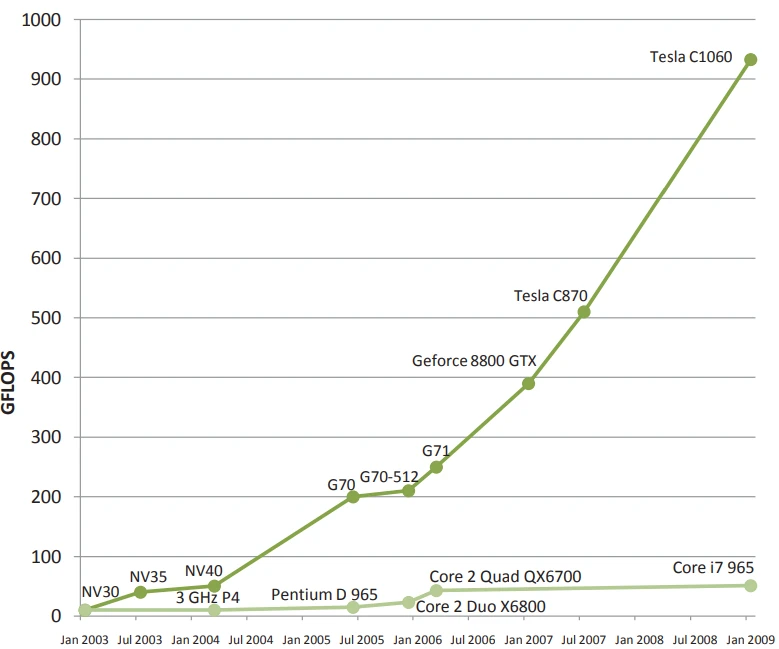 1000
900
800
700
600
500
400
300
200
100
0
GFLOPS
Tesla C1060
Tesla C870
Geforce 8800 GTX
G71
G70-512
G70
NV40
NV35
NV30
3 GHz P4
Pentium D 965
Core 2 Quad QX6700
Core 2 Duo X6800
Core i7 965
Jan 2003 Jul 2003 Jan 2004 Jul 2004 Jan 2005 Jul 2005 Jan 2006 Jul 2006 Jan 2007 Jul 2007 Jan 2008 Jul 2008 Jan 2009